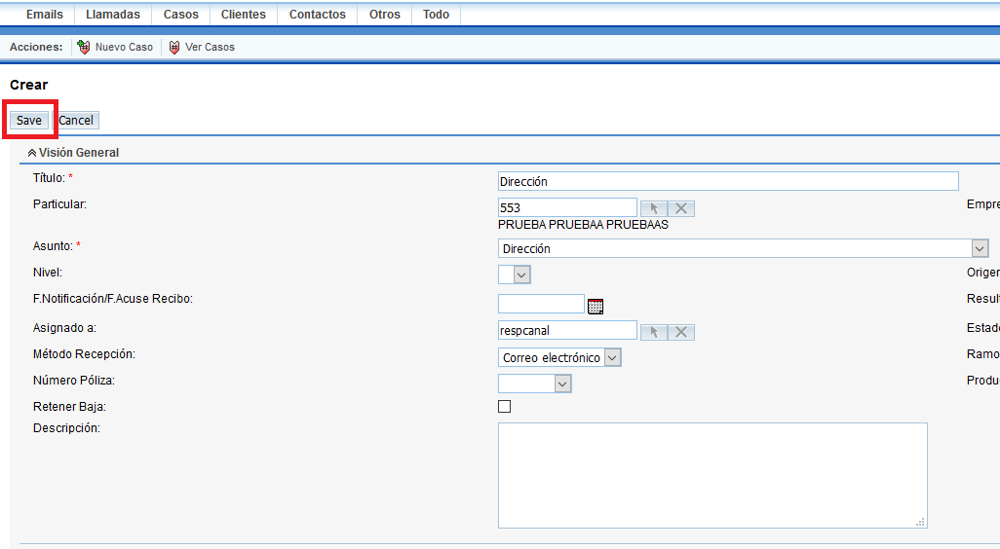 Emails Llamadas Casos Clientes Contactos Otros Todo
Acciones: Nuevo Caso Ver Casos
Crear
Save Cancel
Visión General
Título: * Dirección
Particular: 553 Empre
PRUEBA PRUEBAA PRUEBAAS
Asunto: * Dirección
Nivel: Origen
F.Notificación/F.Acuse Recibo: Result
Asignado a: respcanal Estado
Método Recepción: Correo electrónico Ramo
Número Póliza: Produ
Retener Baja:
Descripción: